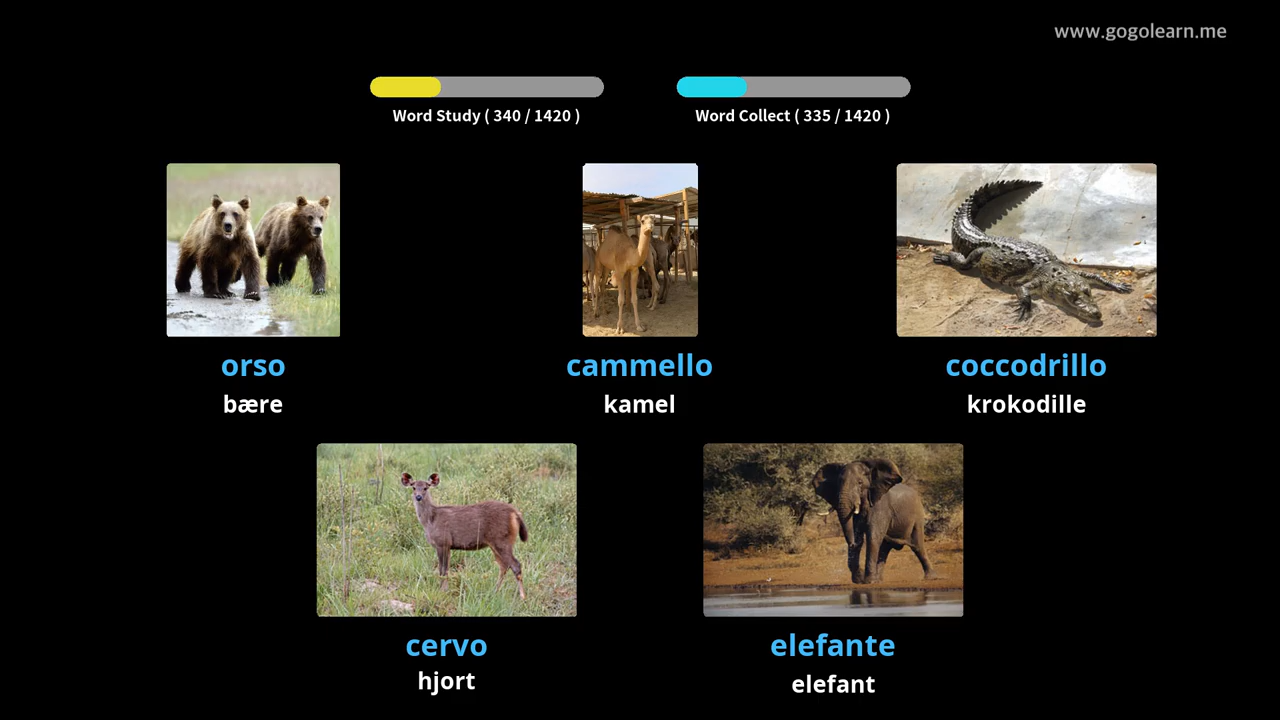 www.gogolearn.me
Word Study ( 340 / 1420 )
Word Collect ( 335 / 1420 )
orso
bære
cammello
kamel
coccodrillo
krokodille
cervo
hjort
elefante
elefant